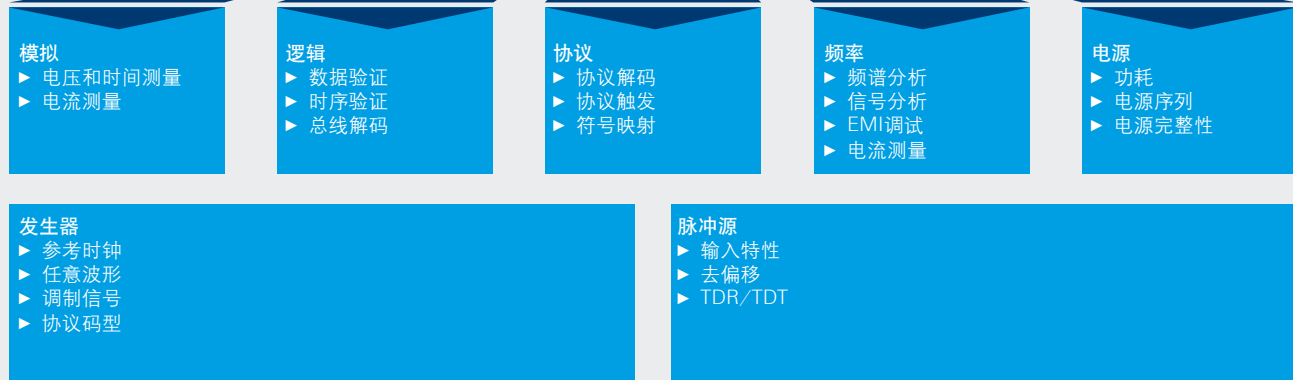 模拟
► 电压和时间测量
► 电流测量
逻辑
► 数据验证
► 时序验证
► 总线解码
协议
► 协议解码
► 协议触发
► 符号映射
频率
► 频谱分析
► 信号分析
► EMI调试
► 电流测量
电源
► 功耗
► 电源序列
► 电源完整性
发生器
► 参考时钟
► 任意波形
► 调制信号
► 协议码型
脉冲源
► 输入特性
► 去偏移
► TDR/TDT